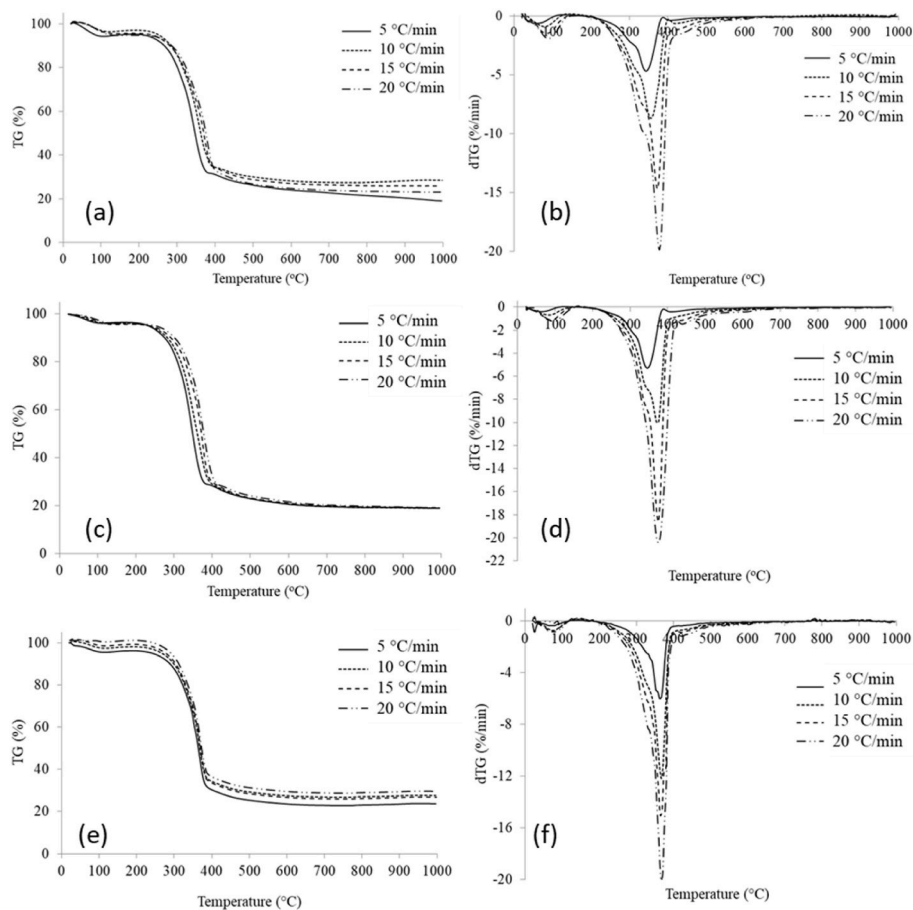 100
80
60
40
20
0
TG (%)
5 °C/min
10 °C/min
15 °C/min
20 °C/min
(a)
0 100 200 300 400 500 600 700 800 900 1000
Temperature (°C)
0
-5
-10
-15
-20
dTG (%/min)
0 100 200 300 400 500 600 700 800 900 1000
5 °C/min
10 °C/min
15 °C/min
20 °C/min
(b)
Temperature (°C)
100
80
60
40
20
0
TG (%)
5 °C/min
10 °C/min
15 °C/min
20 °C/min
(c)
0 100 200 300 400 500 600 700 800 900 1000
Temperature (°C)
0
-2
-4
-6
-8
-10
-12
-14
-16
-18
-20
-22
dTG (%/min)
0 100 200 300 400 500 600 700 800 900 1000
5 °C/min
10 °C/min
15 °C/min
20 °C/min
(d)
Temperature (°C)
100
80
60
40
20
0
TG (%)
5 °C/min
10 °C/min
15 °C/min
20 °C/min
(e)
0 100 200 300 400 500 600 700 800 900 1000
Temperature (°C)
0
-4
-8
-12
-16
-20
dTG (%/min)
0 100 200 300 400 500 600 700 800 900 1000
5 °C/min
10 °C/min
15 °C/min
20 °C/min
(f)
Temperature (°C)